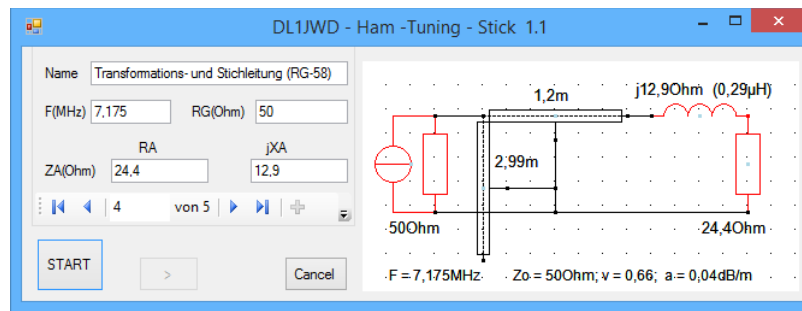 DL1JWD - Ham -Tuning - Stick 1.1
Name Transformations- und Stichleitung (RG-58)
F(MHz) 7,175 RG(Ohm) 50
RA jXA
ZA(Ohm) 24,4 12,9
4 von 5
START > Cancel
1,2m j12,9Ohm (0,29µH)
2,99m
50Ohm 24,4Ohm
F = 7,175MHz Zo = 50Ohm; v = 0,66; a = 0,04dB/m